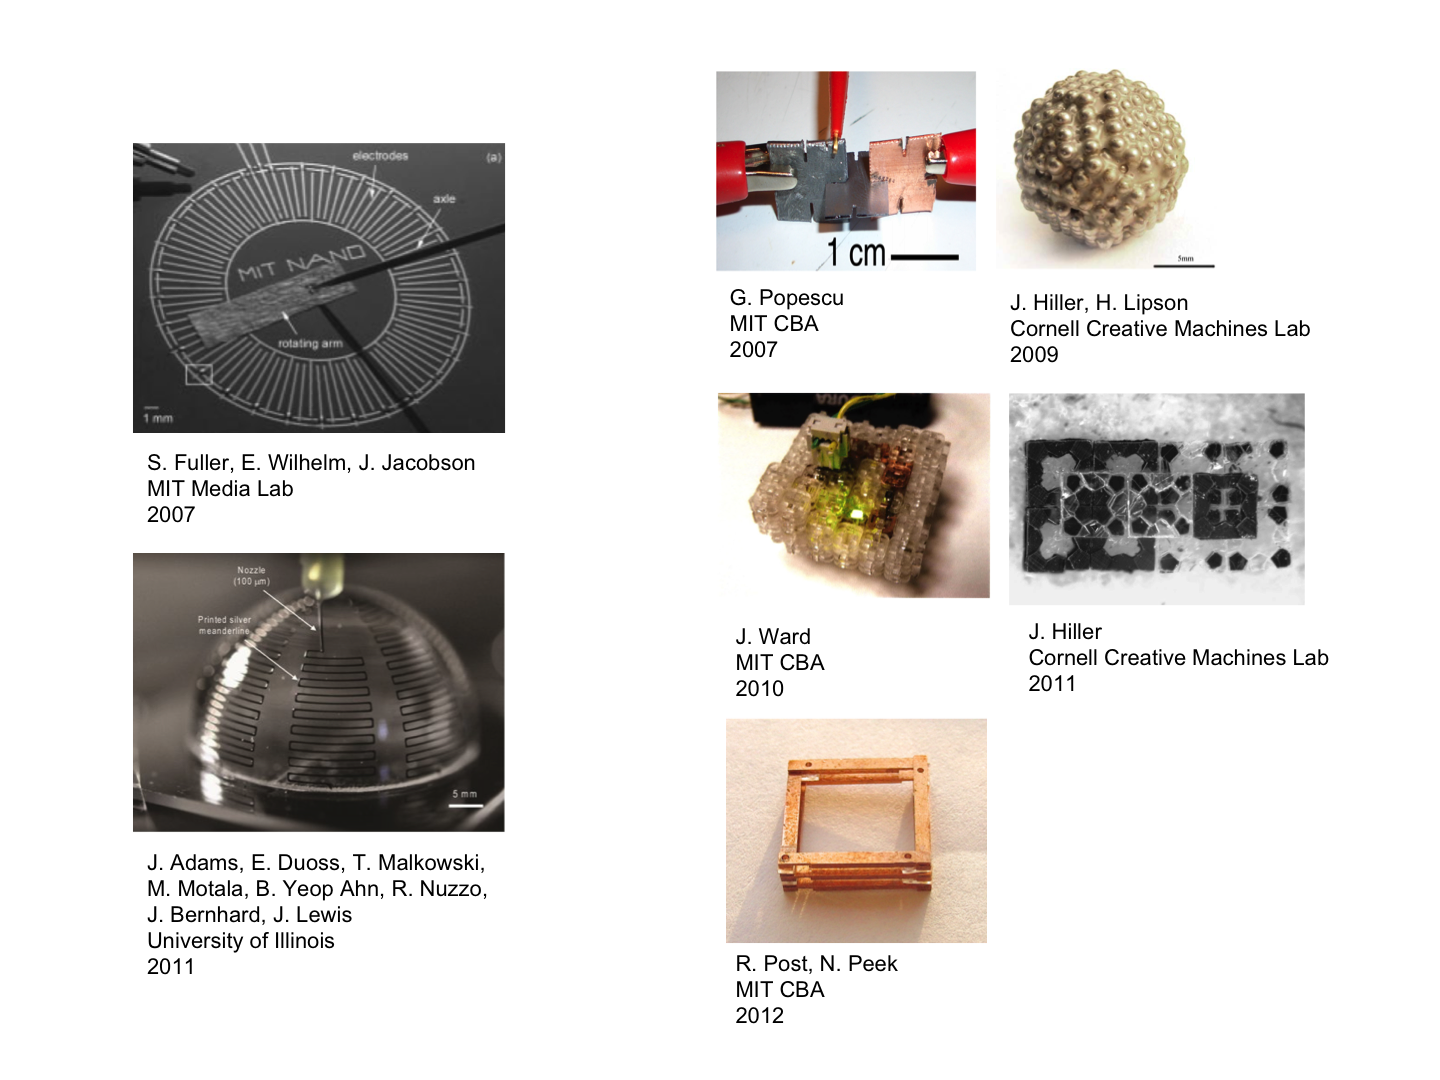 electrodes
(a)
axle
MIT NANO
rotating arm
1 mm
S. Fuller, E. Wilhelm, J. Jacobson
MIT Media Lab
2007
Nozzle
(100 µm)
Printed silver
meanderline
5 mm
J. Adams, E. Duoss, T. Malkowski,
M. Motala, B. Yeop Ahn, R. Nuzzo,
J. Bernhard, J. Lewis
University of Illinois
2011
1 cm
G. Popescu
MIT CBA
2007
5mm
J. Hiller, H. Lipson
Cornell Creative Machines Lab
2009
J. Ward
MIT CBA
2010
J. Hiller
Cornell Creative Machines Lab
2011
R. Post, N. Peek
MIT CBA
2012